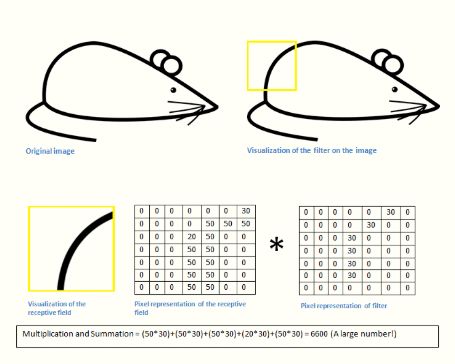 Original image
Visualization of the filter on the image
0 0 0 0 0 0 30
0 0 0 0 50 50 50
0 0 0 20 50 0 0
0 0 0 50 50 0 0
0 0 0 50 50 0 0
0 0 0 50 50 0 0
0 0 0 50 50 0 0
*
0 0 0 0 0 30 0
0 0 0 0 30 0 0
0 0 0 30 0 0 0
0 0 0 30 0 0 0
0 0 0 30 0 0 0
0 0 0 30 0 0 0
0 0 0 0 0 0 0
Visualization of the
receptive field
Pixel representation of the receptive
field
Pixel representation of filter
Multiplication and Summation = (50*30)+(50*30)+(50*30)+(20*30)+(50*30) = 6600 (A large number!)